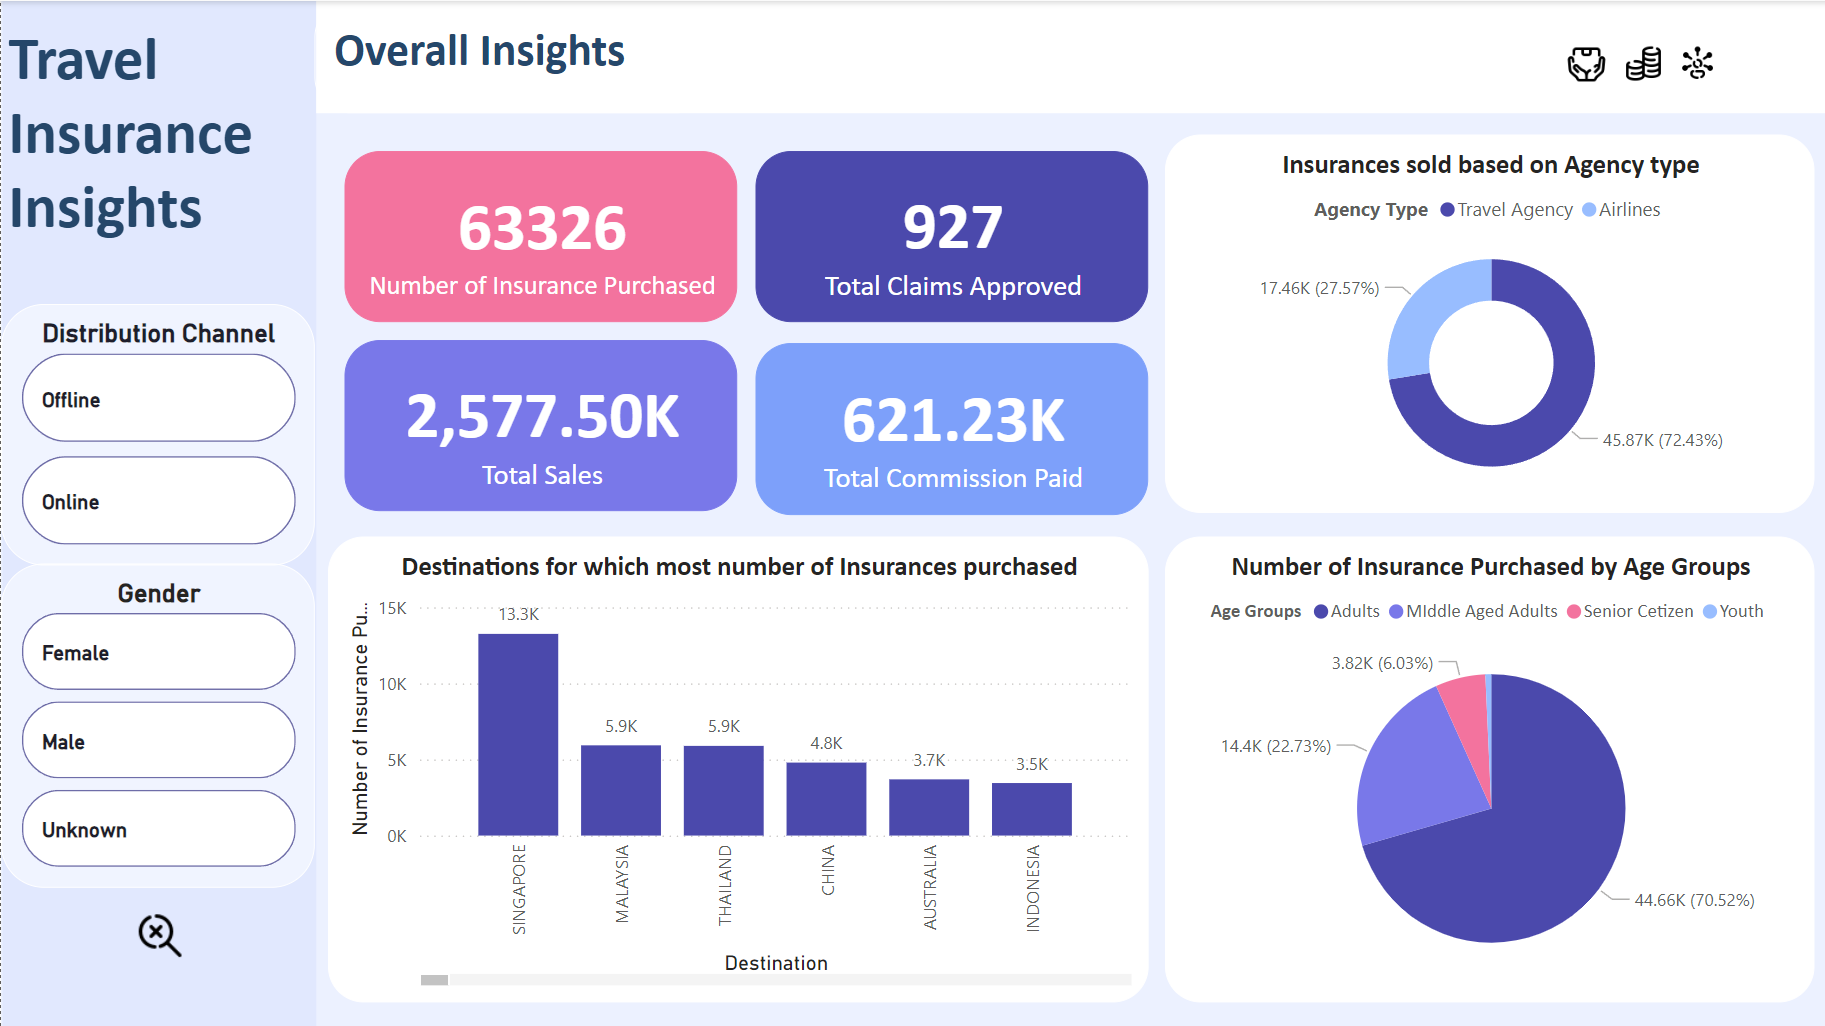 Travel
Insurance
Insights
Distribution Channel
Offline
Online
Gender
Female
Male
Unknown
Overall Insights
63326
Number of Insurance Purchased
927
Total Claims Approved
2,577.50K
Total Sales
621.23K
Total Commission Paid
Insurances sold based on Agency type
Agency Type Travel Agency Airlines
17.46K (27.57%)
45.87K (72.43%)
Destinations for which most number of Insurances purchased
Number of Insurance Pu...
15K
10K
5K
0K
13.3K
5.9K
5.9K
4.8K
3.7K
3.5K
SINGAPORE
MALAYSIA
THAILAND
CHINA
AUSTRALIA
INDONESIA
Destination
Number of Insurance Purchased by Age Groups
Age Groups Adults MIddle Aged Adults Senior Cetizen Youth
3.82K (6.03%)
14.4K (22.73%)
44.66K (70.52%)